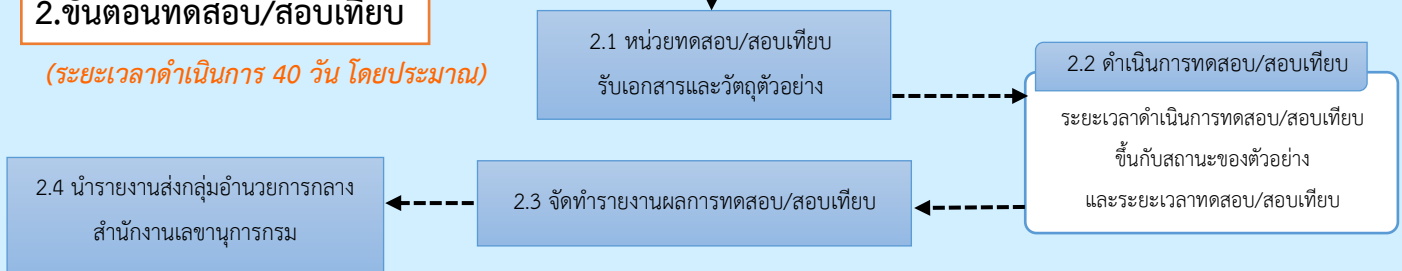 2.ขั้นตอนทดสอบ/สอบเทียบ
(ระยะเวลาดำเนินการ 40 วัน โดยประมาณ)
2.1 หน่วยทดสอบ/สอบเทียบ
รับเอกสารและวัตถุตัวอย่าง
2.2 ดำเนินการทดสอบ/สอบเทียบ
ระยะเวลาดำเนินการทดสอบ/สอบเทียบ
ขึ้นกับสถานะของตัวอย่าง
และระยะเวลาทดสอบ/สอบเทียบ
2.3 จัดทำรายงานผลการทดสอบ/สอบเทียบ
2.4 นำรายงานส่งกลุ่มอำนวยการกลาง
สำนักงานเลขานุการกรม